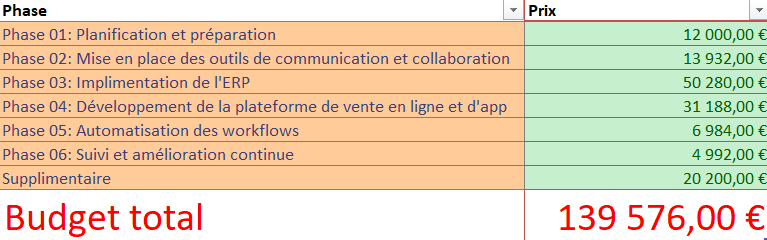 Phase Prix
Phase 01: Planification et préparation 12 000,00 €
Phase 02: Mise en place des outils de communication et collaboration 13 932,00 €
Phase 03: Implimentation de l'ERP 50 280,00 €
Phase 04: Développement de la plateforme de vente en ligne et d'app 31 188,00 €
Phase 05: Automatisation des workflows 6 984,00 €
Phase 06: Suivi et amélioration continue 4 992,00 €
Supplimentaire 20 200,00 €
Budget total 139 576,00 €